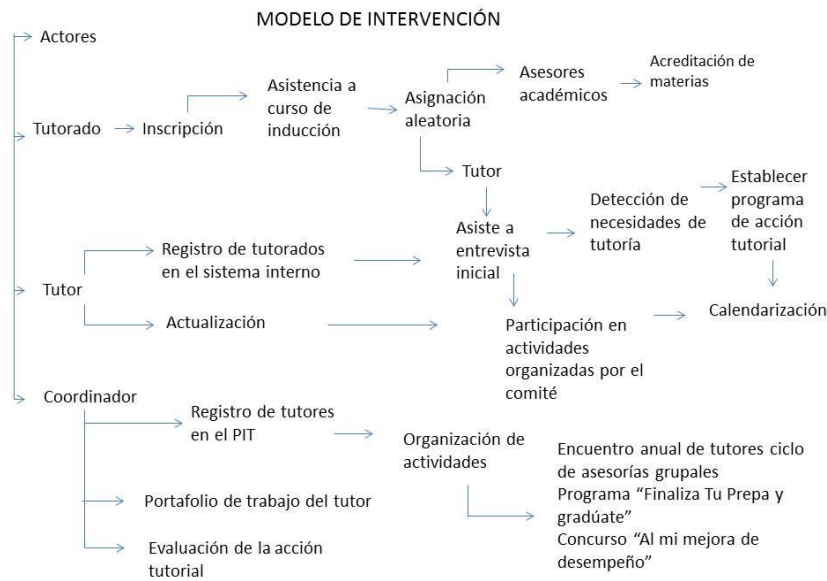 MODELO DE INTERVENCIÓN
Actores
Tutorado
Inscripción
Asistencia a
curso de
inducción
Asignación
aleatoria
Asesores
académicos
Acreditación de
materias
Tutor
Asiste a
entrevista
inicial
Detección de
necesidades de
tutoría
Establecer
programa
de acción
tutorial
Calendarización
Tutor
Registro de tutorados
en el sistema interno
Actualización
Participación en
actividades
organizadas por el
comité
Coordinador
Registro de tutores
en el PIT
Organización de
actividades
Encuentro anual de tutores ciclo
de asesorías grupales
Programa “Finaliza Tu Prepa y
gradúate”
Concurso “Al mi mejora de
desempeño”
Portafolio de trabajo del tutor
Evaluación de la acción
tutorial